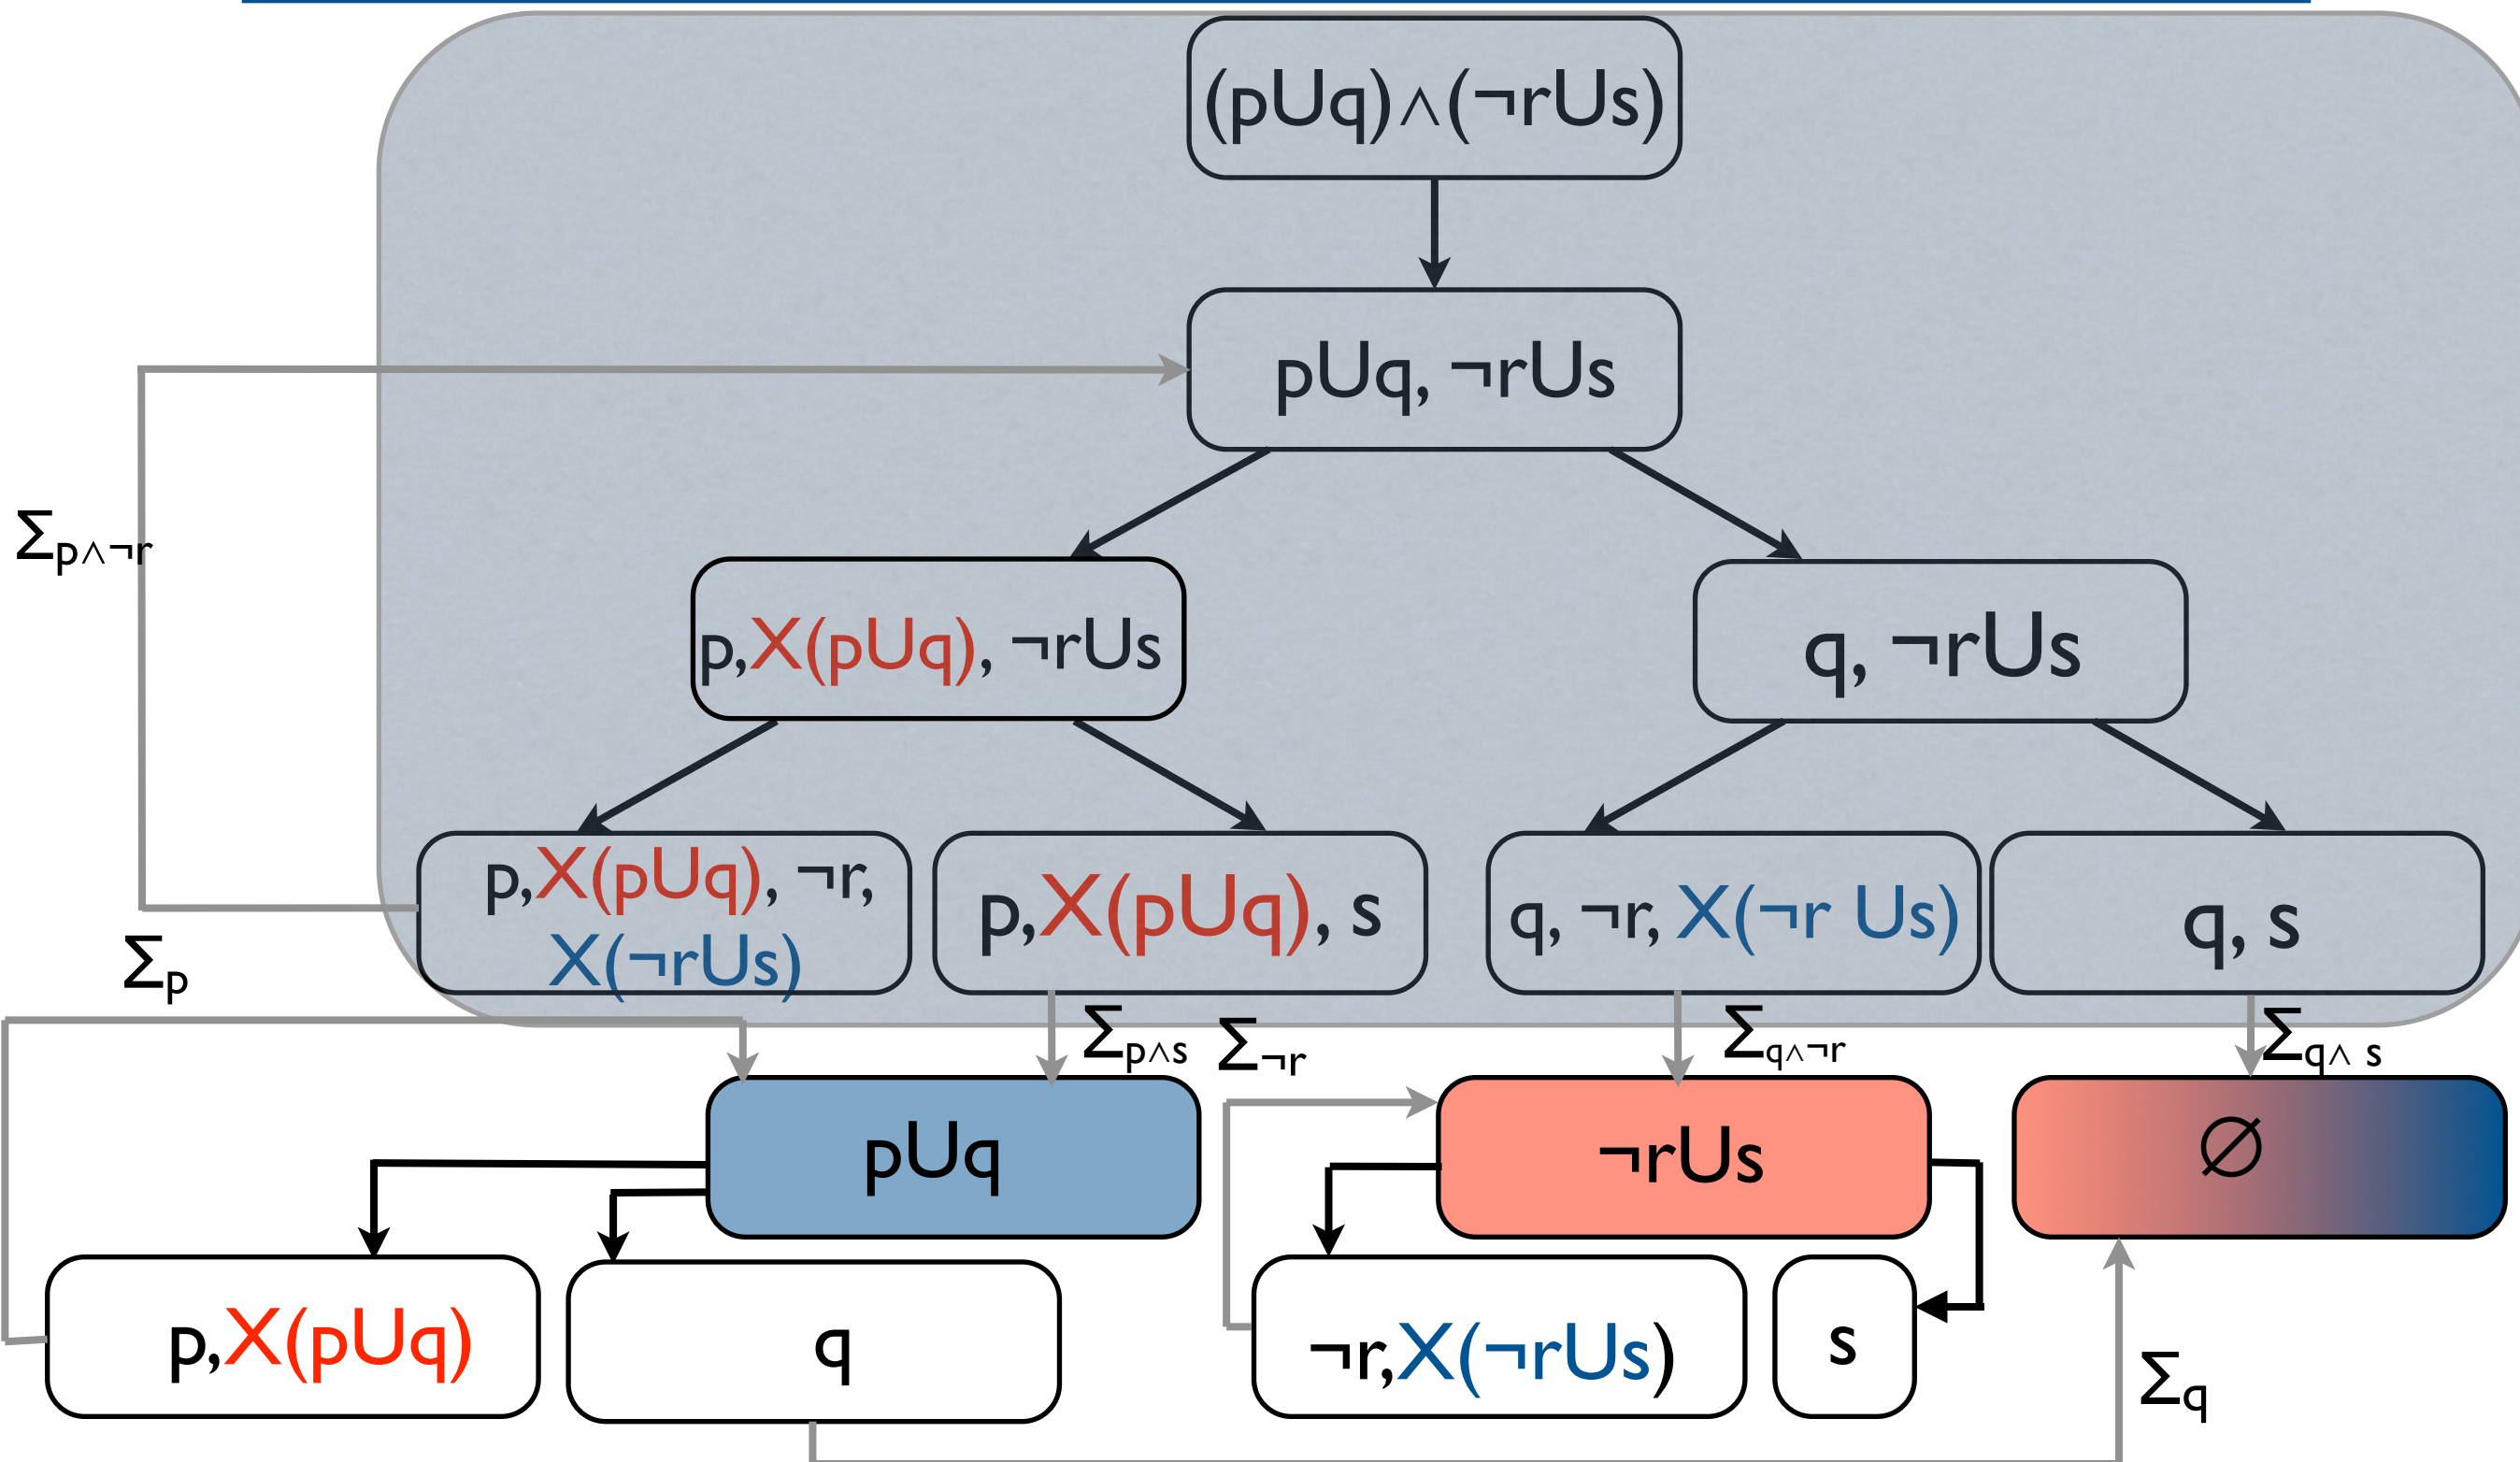 (pUq)∧(¬rUs)
pUq, ¬rUs
Σp∧¬r
p,X(pUq), ¬rUs
q, ¬rUs
p,X(pUq), ¬r,
X(¬rUs)
p,X(pUq), s
q, ¬r, X(¬r Us)
q, s
Σp
Σp∧s
Σ¬r
Σq∧¬r
Σq∧ s
pUq
¬rUs
∅
p,X(pUq)
q
¬r,X(¬rUs)
s
Σq